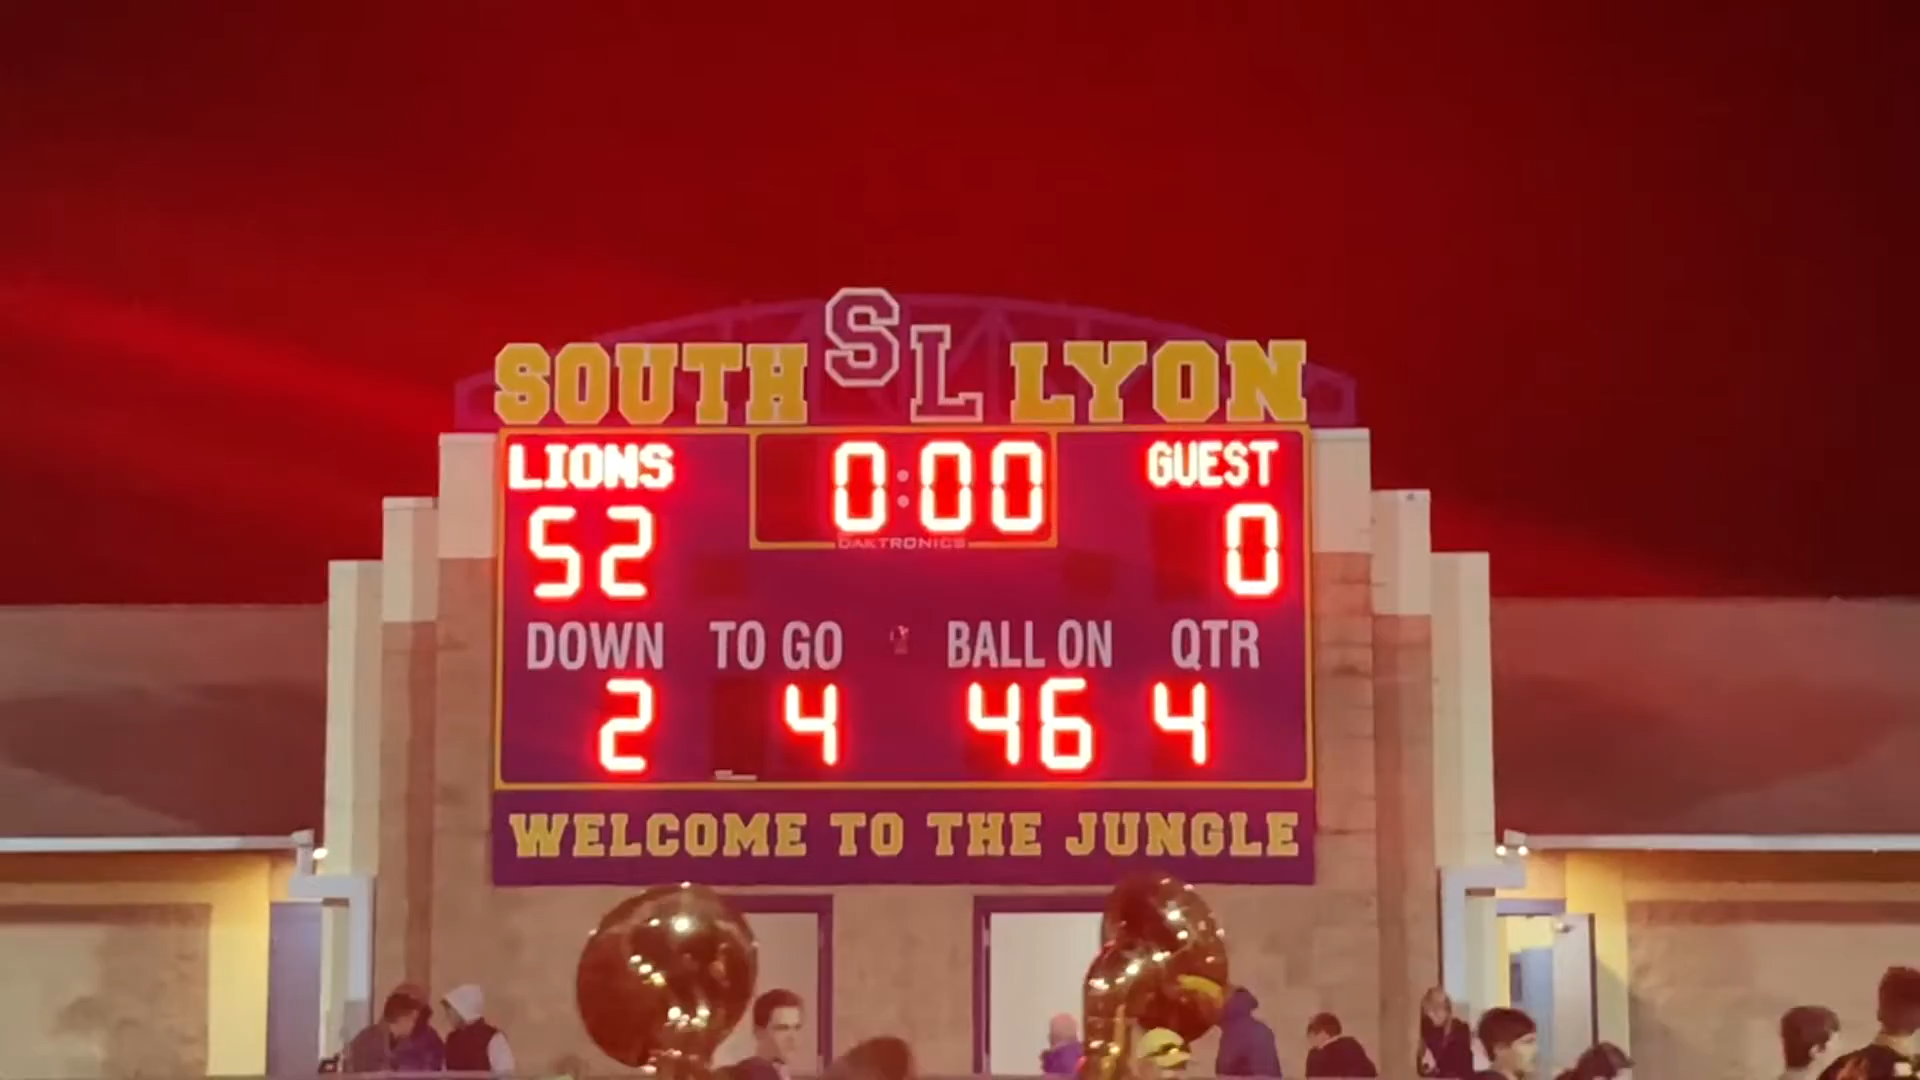 SOUTH SL LYON
LIONS 0:00 GUEST
52 0
DAKTRONICS
DOWN TO GO BALL ON QTR
2 4 46 4
WELCOME TO THE JUNGLE